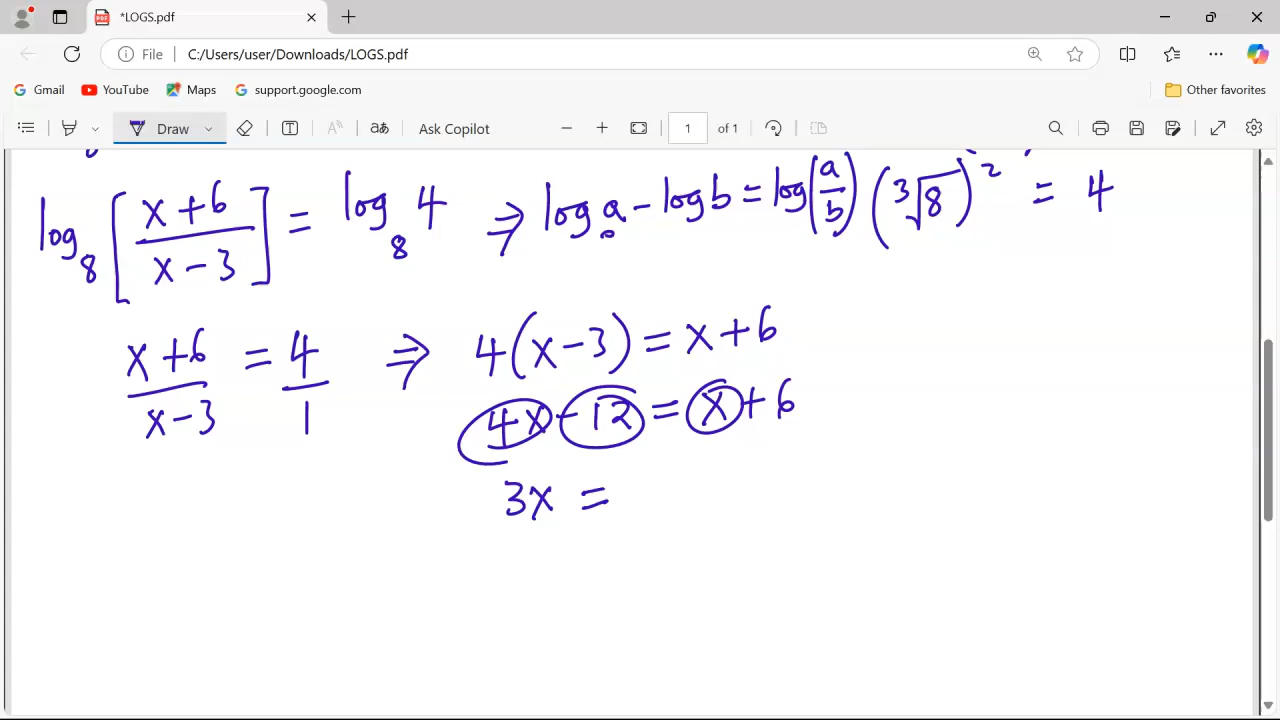 *LOGS.pdf
File C:/Users/user/Downloads/LOGS.pdf
Gmail YouTube Maps support.google.com Other favorites
Draw Ask Copilot 1 of 1
log₈ [(x+6)/(x-3)] = log₈ 4 ⇒ log a - log b = log(a/b) (∛8)² = 4
(x+6)/(x-3) = 4/1 ⇒ 4(x-3) = x+6
4x - 12 = x + 6
3x =